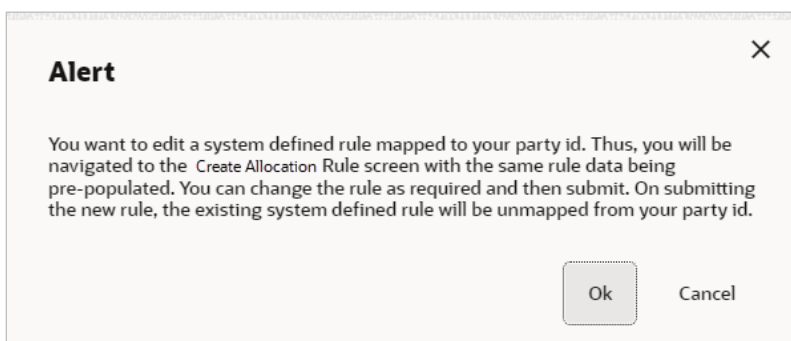 Alert
You want to edit a system defined rule mapped to your party id. Thus, you will be
navigated to the Create Allocation Rule screen with the same rule data being
pre-populated. You can change the rule as required and then submit. On submitting
the new rule, the existing system defined rule will be unmapped from your party id.
Ok Cancel